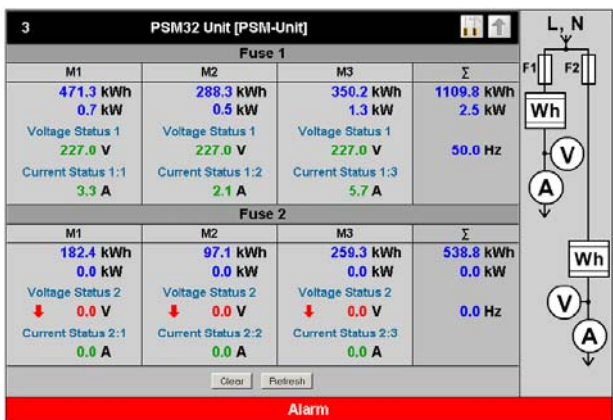 3 PSM32 Unit [PSM-Unit]
Fuse 1
M1 M2 M3 Σ
471.3 kWh 288.3 kWh 350.2 kWh 1109.8 kWh
0.7 kW 0.5 kW 1.3 kW 2.5 kW
Voltage Status 1 Voltage Status 1 Voltage Status 1
227.0 V 227.0 V 227.0 V 50.0 Hz
Current Status 1:1 Current Status 1:2 Current Status 1:3
3.3 A 2.1 A 5.7 A
Fuse 2
M1 M2 M3 Σ
182.4 kWh 97.1 kWh 259.3 kWh 538.8 kWh
0.0 kW 0.0 kW 0.0 kW 0.0 kW
Voltage Status 2 Voltage Status 2 Voltage Status 2
0.0 V 0.0 V 0.0 V 0.0 Hz
Current Status 2:1 Current Status 2:2 Current Status 2:3
0.0 A 0.0 A 0.0 A
Clear Refresh
Alarm
L, N
F1 F2
Wh
V
A
Wh
V
A